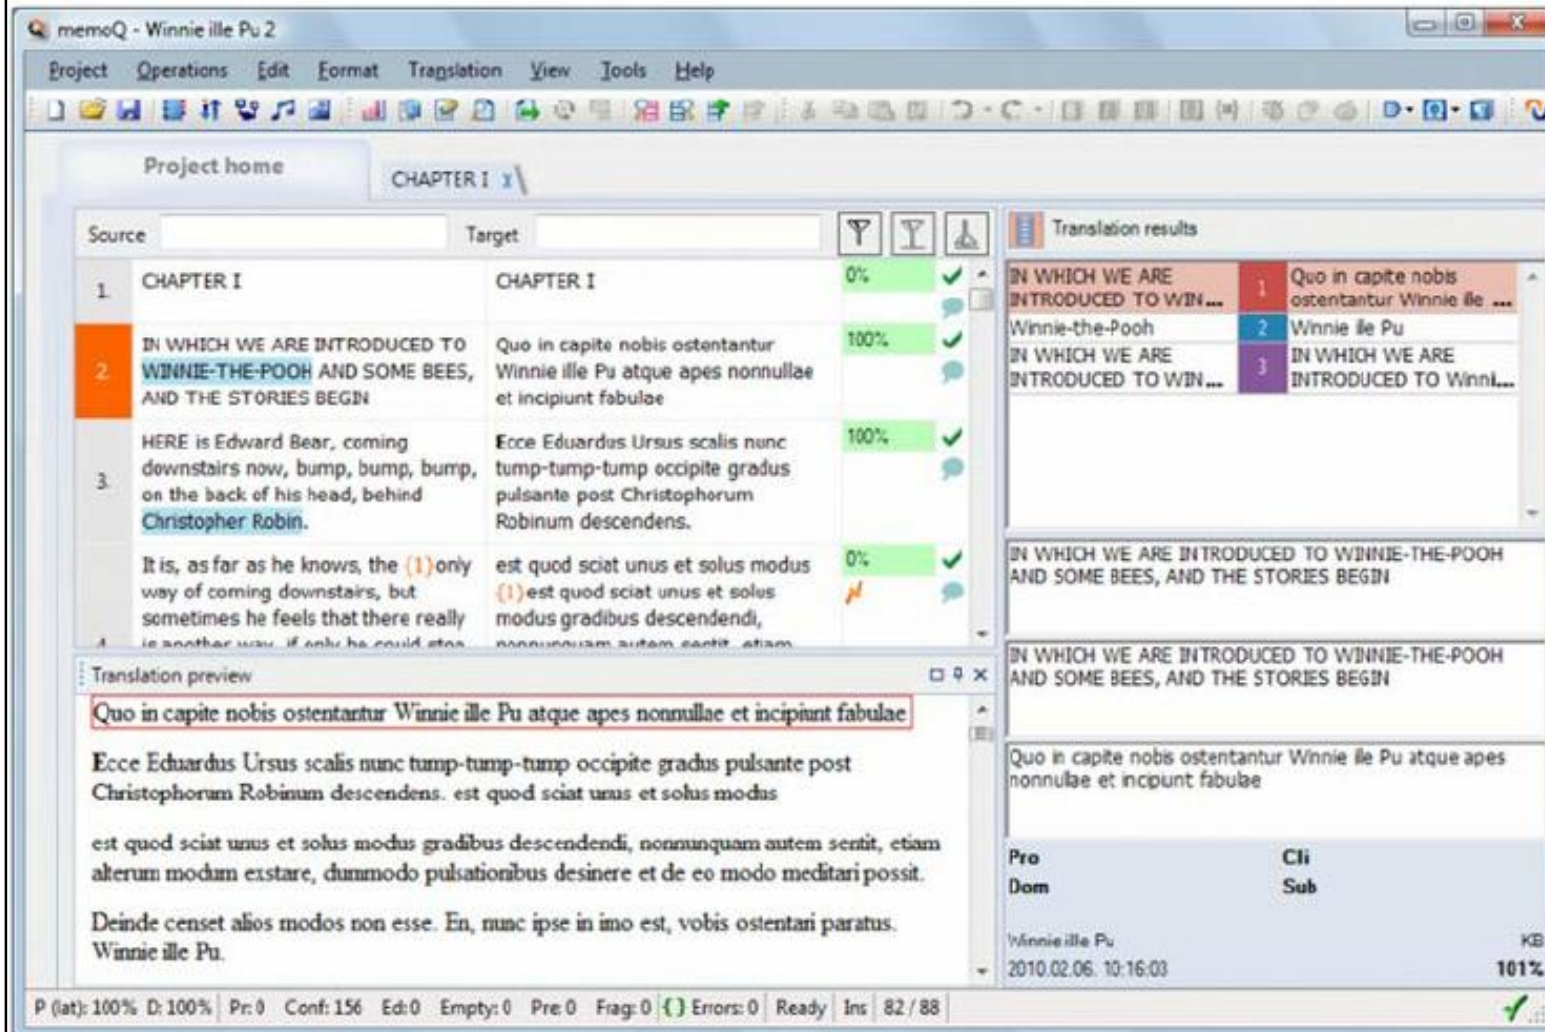 memoQ - Winnie ille Pu 2
Project Operations Edit Format Translation View Tools Help
Project home
CHAPTER I x
Source Target
1. CHAPTER I CHAPTER I 0%
2. IN WHICH WE ARE INTRODUCED TO
WINNIE-THE-POOH AND SOME BEES,
AND THE STORIES BEGIN
Quo in capite nobis ostentantur
Winnie ille Pu atque apes nonnullae
et incipiunt fabulae
100%
3. HERE is Edward Bear, coming
downstairs now, bump, bump, bump,
on the back of his head, behind
Christopher Robin.
Ecce Eduardus Ursus scalis nunc
tump-tump-tump occipite gradus
pulsante post Christophorum
Robinum descendens.
100%
It is, as far as he knows, the {1}only
way of coming downstairs, but
sometimes he feels that there really
is another way, if only he could stop
est quod sciat unus et solus modus
{1}est quod sciat unus et solus
modus gradibus descendendi,
nonnunquam autem sentit, etiam
0%
Translation preview
Quo in capite nobis ostentantur Winnie ille Pu atque apes nonnullae et incipiunt fabulae
Ecce Eduardus Ursus scalis nunc tump-tump-tump occipite gradus pulsante post
Christophorum Robinum descendens. est quod sciat unus et solus modus
est quod sciat unus et solus modus gradibus descendendi, nonnunquam autem sentit, etiam
alterum modum exstare, dummodo pulsationibus desinere et de eo modo meditari possit.
Deinde censet alios modos non esse. En, nunc ipse in imo est, vobis ostentari paratus.
Winnie ille Pu.
Translation results
IN WHICH WE ARE
INTRODUCED TO WIN...
1
Quo in capite nobis
ostentantur Winnie ille ...
Winnie-the-Pooh 2 Winnie ille Pu
IN WHICH WE ARE
INTRODUCED TO WIN...
3
IN WHICH WE ARE
INTRODUCED TO Winni...
IN WHICH WE ARE INTRODUCED TO WINNIE-THE-POOH
AND SOME BEES, AND THE STORIES BEGIN
IN WHICH WE ARE INTRODUCED TO WINNIE-THE-POOH
AND SOME BEES, AND THE STORIES BEGIN
Quo in capite nobis ostentantur Winnie ille Pu atque apes
nonnullae et incipiunt fabulae
Pro Cli
Dom Sub
Winnie ille Pu KB
2010.02.06. 10:16:03 101%
P (lat): 100% D: 100% Pr: 0 Conf: 156 Ed: 0 Empty: 0 Pre: 0 Frag: 0 {} Errors: 0 Ready Ins 82 / 88